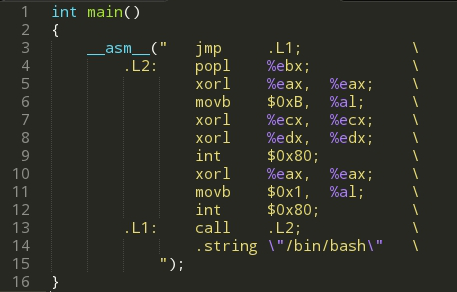 1 int main()
2 {
3 __asm__(" jmp .L1; \
4 .L2: popl %ebx; \
5 xorl %eax, %eax; \
6 movb $0xB, %al; \
7 xorl %ecx, %ecx; \
8 xorl %edx, %edx; \
9 int $0x80; \
10 xorl %eax, %eax; \
11 movb $0x1, %al; \
12 int $0x80; \
13 .L1: call .L2; \
14 .string \"/bin/bash\" \
15 ");
16 }